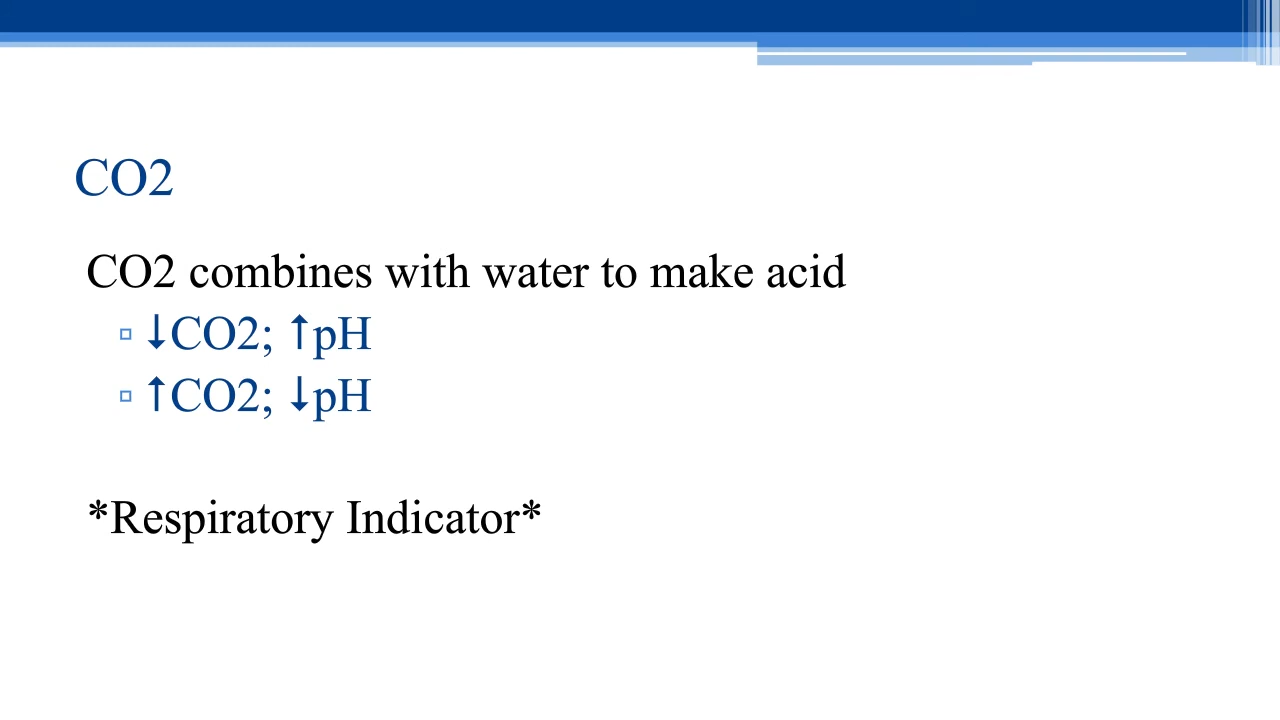 CO2
CO2 combines with water to make acid
▫ ↓CO2; ↑pH
▫ ↑CO2; ↓pH
*Respiratory Indicator*